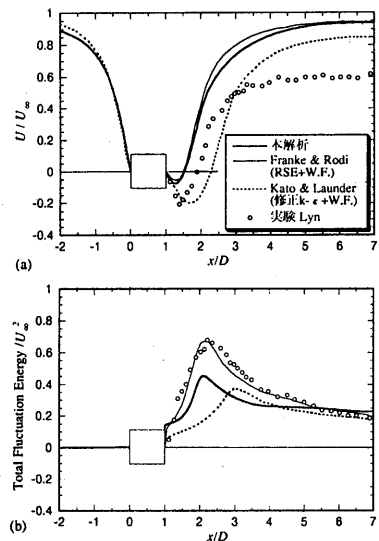 1
0.8
0.6
0.4
0.2
0
-0.2
-0.4
U / U∞
-2
-1
0
1
2
3
4
5
6
7
x/D
(a)
本解析
Franke & Rodi
(RSE+W.F.)
Kato & Launder
(修正k- ε +W.F.)
実験 Lyn
1
0.8
0.6
0.4
0.2
0
-0.2
Total Fluctuation Energy /U∞²
-2
-1
0
1
2
3
4
5
6
7
x/D
(b)